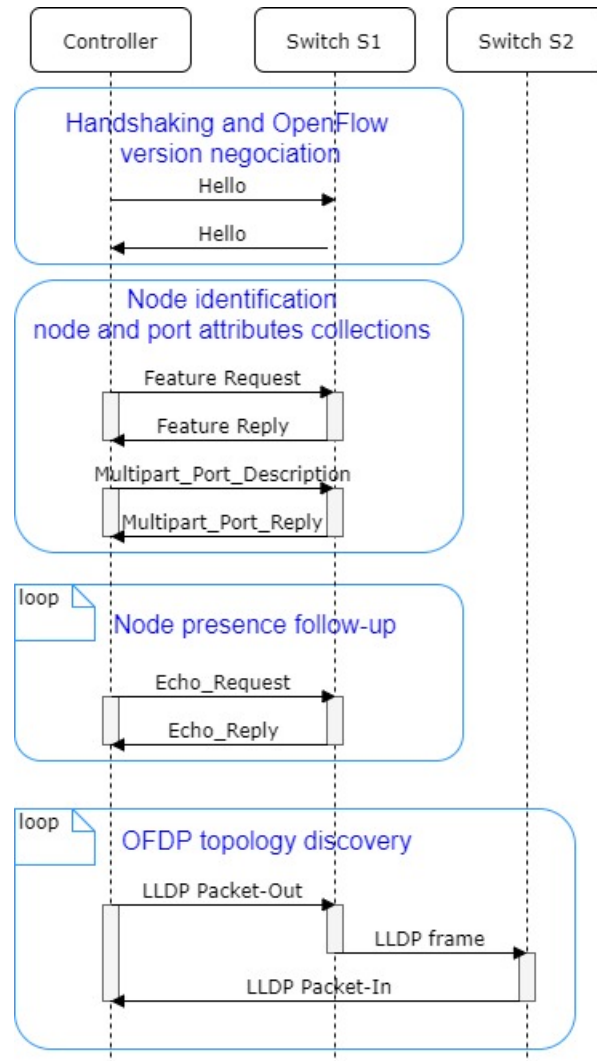 Controller
Switch S1
Switch S2
Handshaking and OpenFlow
version negociation
Hello
Hello
Node identification
node and port attributes collections
Feature Request
Feature Reply
Multipart_Port_Description
Multipart_Port_Reply
loop
Node presence follow-up
Echo_Request
Echo_Reply
loop
OFDP topology discovery
LLDP Packet-Out
LLDP frame
LLDP Packet-In